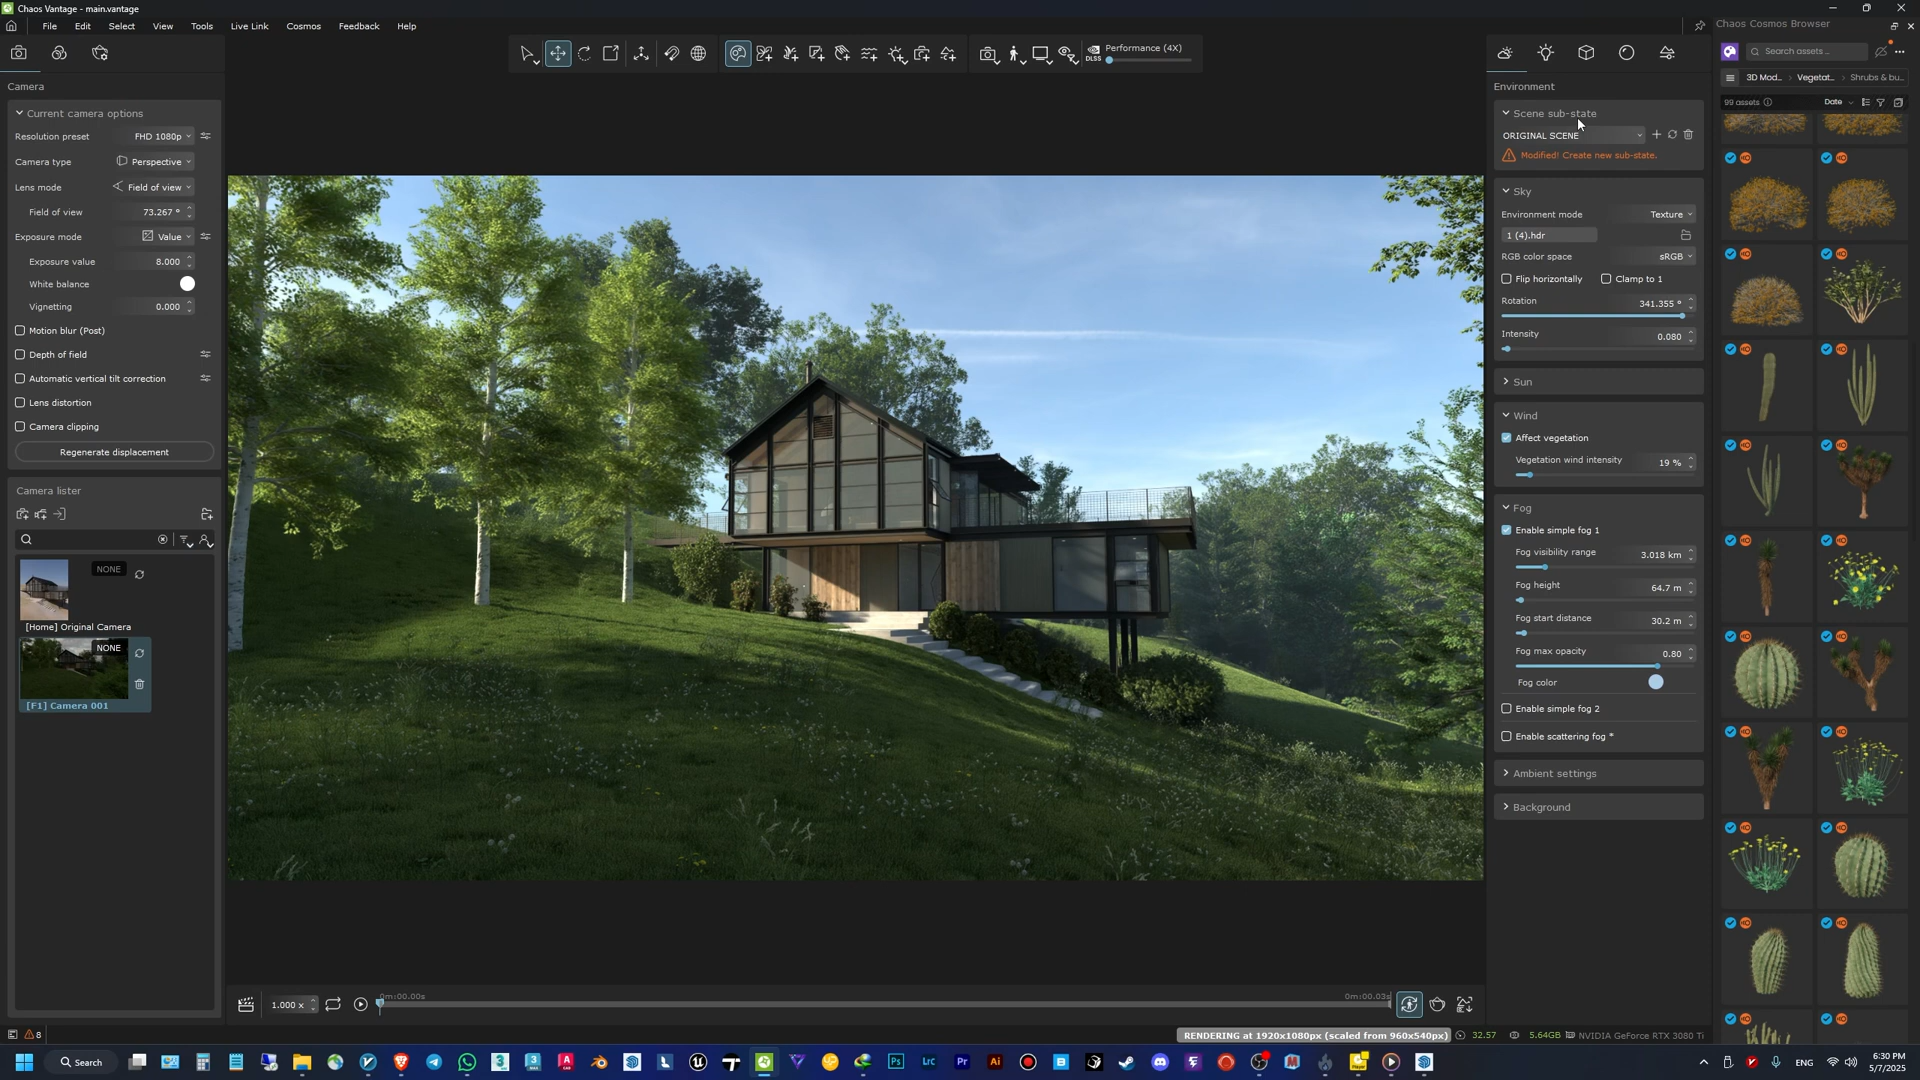 Chaos Vantage - main.vantage
File Edit Select View Tools Live Link Cosmos Feedback Help
Chaos Cosmos Browser
DLSS Performance (4X)
Search assets ...
3D Mod... > Vegetat... > Shrubs & bu...
99 assets
Date
Camera
Current camera options
Resolution preset FHD 1080p
Camera type Perspective
Lens mode Field of view
Field of view 73.267 °
Exposure mode Value
Exposure value 8.000
White balance
Vignetting 0.000
Motion blur (Post)
Depth of field
Automatic vertical tilt correction
Lens distortion
Camera clipping
Regenerate displacement
Camera lister
NONE
[Home] Original Camera
NONE
[F1] Camera 001
Environment
Scene sub-state
ORIGINAL SCENE
Modified! Create new sub-state.
Sky
Environment mode Texture
1 (4).hdr
RGB color space sRGB
Flip horizontally Clamp to 1
Rotation 341.355 °
Intensity 0.080
Sun
Wind
Affect vegetation
Vegetation wind intensity 19 %
Fog
Enable simple fog 1
Fog visibility range 3.018 km
Fog height 64.7 m
Fog start distance 30.2 m
Fog max opacity 0.80
Fog color
Enable simple fog 2
Enable scattering fog *
Ambient settings
Background
1.000 x
0m:00.00s
0m:00.03s
8
RENDERING at 1920x1080px (scaled from 960x540px) 32.57 5.64GB NVIDIA GeForce RTX 3080 Ti
Search
ENG
6:30 PM
5/7/2025